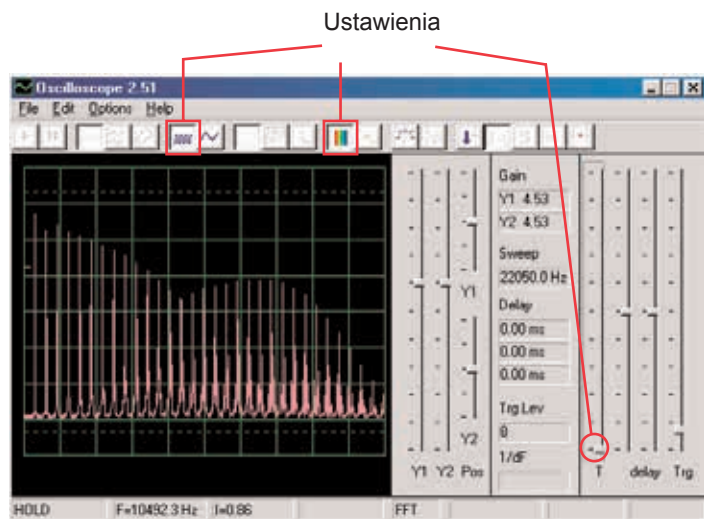 Ustawienia
Oscilloscope 2.51
File Edit Options Help
Gain
Y1 4.53
Y2 4.53
Sweep
22050.0 Hz
Y1
Delay
0.00 ms
0.00 ms
0.00 ms
Trg Lev
0
Y2
1/dF
Y1 Y2 Pos
T delay Trg
HOLD F=10492.3 Hz I=0.86 FFT